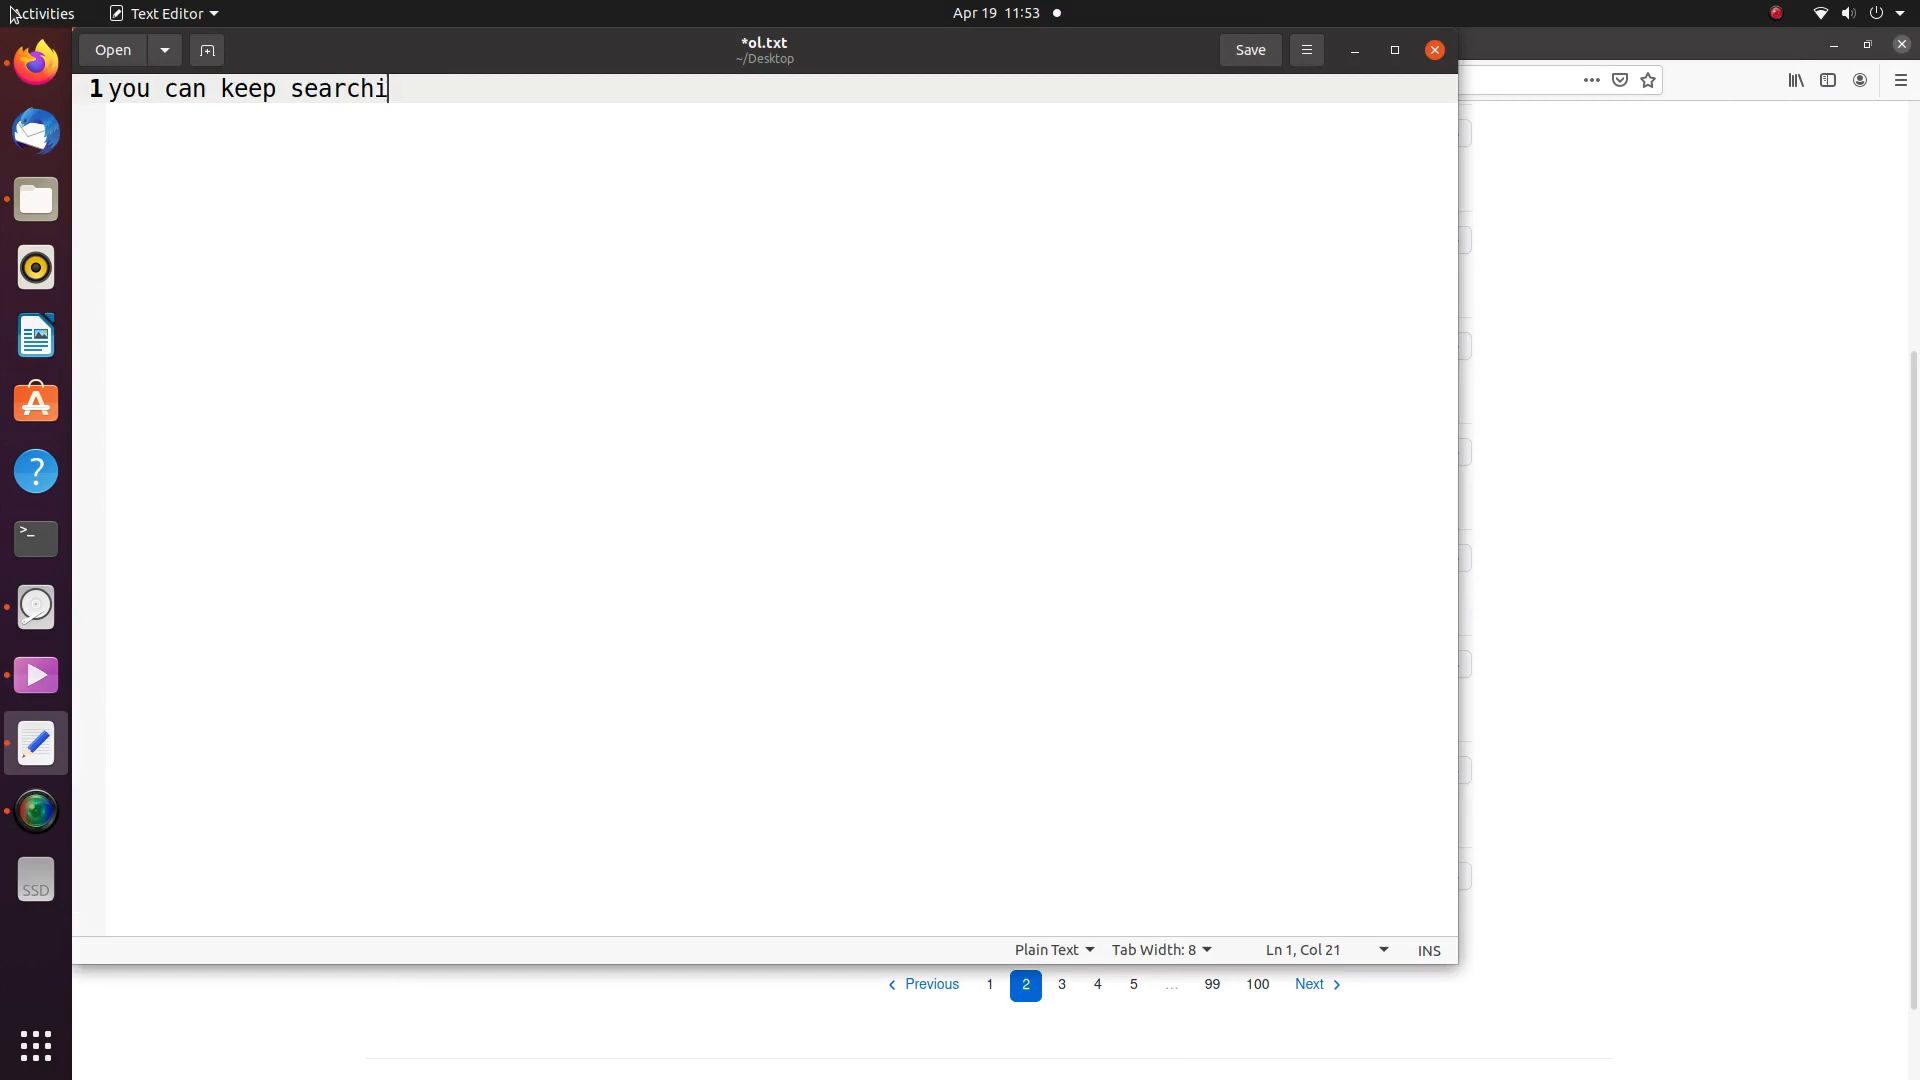 Activities
Text Editor
Apr 19 11:53
Open
*ol.txt
~/Desktop
Save
1 you can keep searchi
SSD
Plain Text
Tab Width: 8
Ln 1, Col 21
INS
Previous 1 2 3 4 5 … 99 100 Next